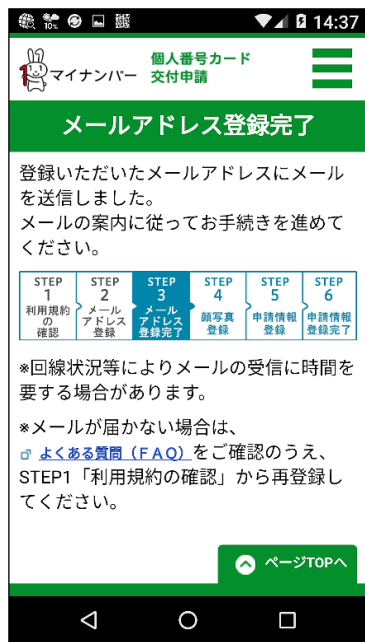 10%
14:37
マイナンバー
個人番号カード
交付申請
メールアドレス登録完了
登録いただいたメールアドレスにメール
を送信しました。
メールの案内に従ってお手続きを進めて
ください。
STEP
1
利用規約
の
確認
STEP
2
メール
アドレス
登録
STEP
3
メール
アドレス
登録完了
STEP
4
顔写真
登録
STEP
5
申請情報
登録
STEP
6
申請情報
登録完了
※回線状況等によりメールの受信に時間を
要する場合があります。
※メールが届かない場合は、
よくある質問（ＦＡＱ）をご確認のうえ、
STEP1「利用規約の確認」から再登録し
てください。
ページTOPへ